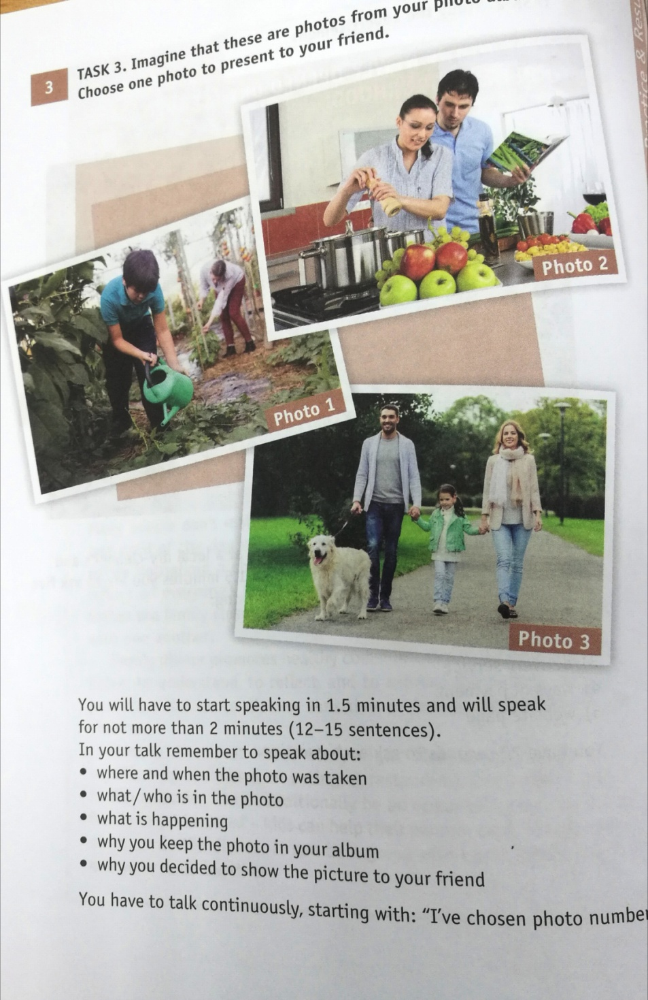 3
TASK 3. Imagine that these are photos from your photo
Choose one photo to present to your friend.
Photo 2
Photo 1
Photo 3
You will have to start speaking in 1.5 minutes and will speak
for not more than 2 minutes (12–15 sentences).
In your talk remember to speak about:
• where and when the photo was taken
• what/who is in the photo
• what is happening
• why you keep the photo in your album
• why you decided to show the picture to your friend
You have to talk continuously, starting with: “I’ve chosen photo number